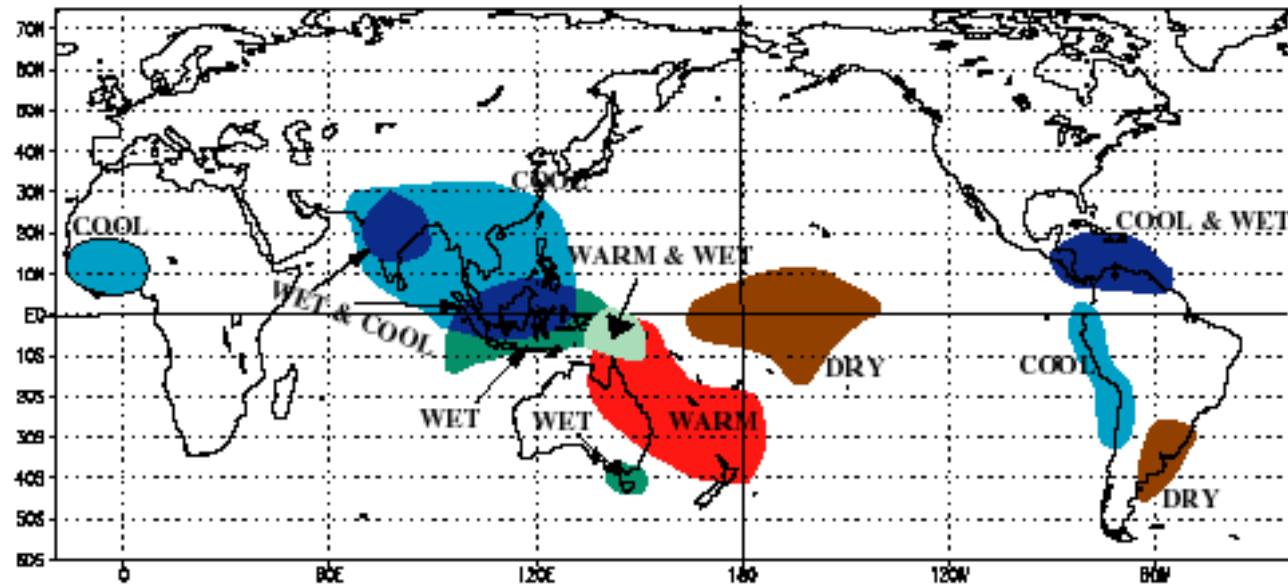 70N
60N
50N
40N
30N
20N
10N
EQ
10S
20S
30S
40S
50S
60S
COOL
COOL
COOL & WET
WARM & WET
WET & COOL
DRY
COOL
WET
WET
WARM
DRY
0
60E
120E
180
120W
60W